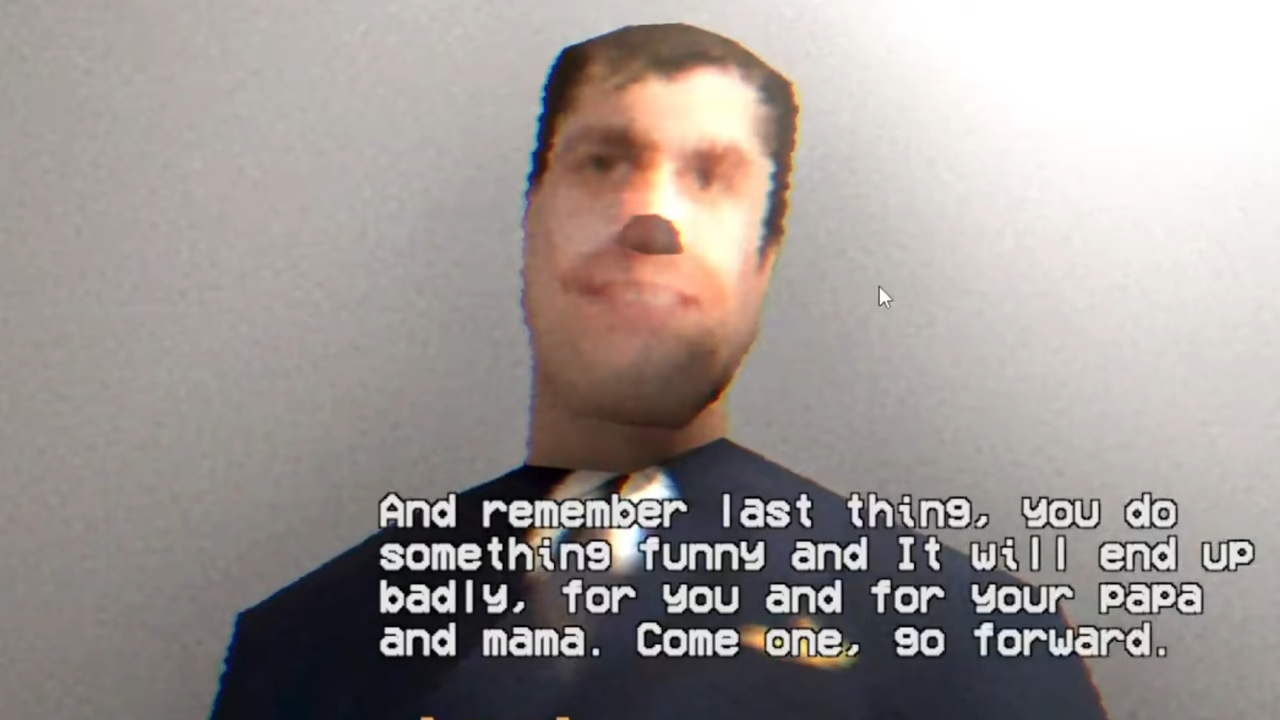 And remember last thing, you do
something funny and It will end up
badly, for you and for your papa
and mama. Come one, go forward.